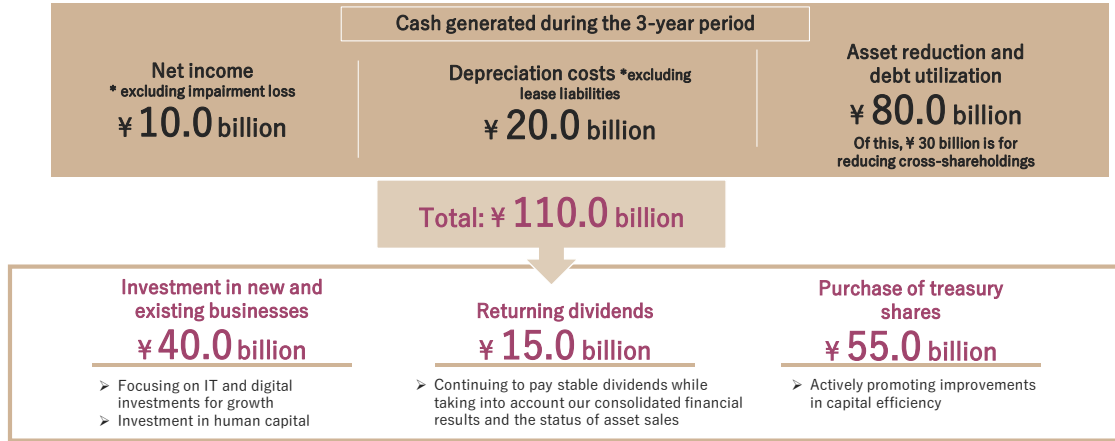 Cash generated during the 3-year period
Net income
* excluding impairment loss
¥ 10.0 billion
Depreciation costs *excluding
lease liabilities
¥ 20.0 billion
Asset reduction and
debt utilization
¥ 80.0 billion
Of this, ¥ 30 billion is for
reducing cross-shareholdings
Total: ¥ 110.0 billion
Investment in new and
existing businesses
¥ 40.0 billion
➢ Focusing on IT and digital
investments for growth
➢ Investment in human capital
Returning dividends
¥ 15.0 billion
➢ Continuing to pay stable dividends while
taking into account our consolidated financial
results and the status of asset sales
Purchase of treasury
shares
¥ 55.0 billion
➢ Actively promoting improvements
in capital efficiency